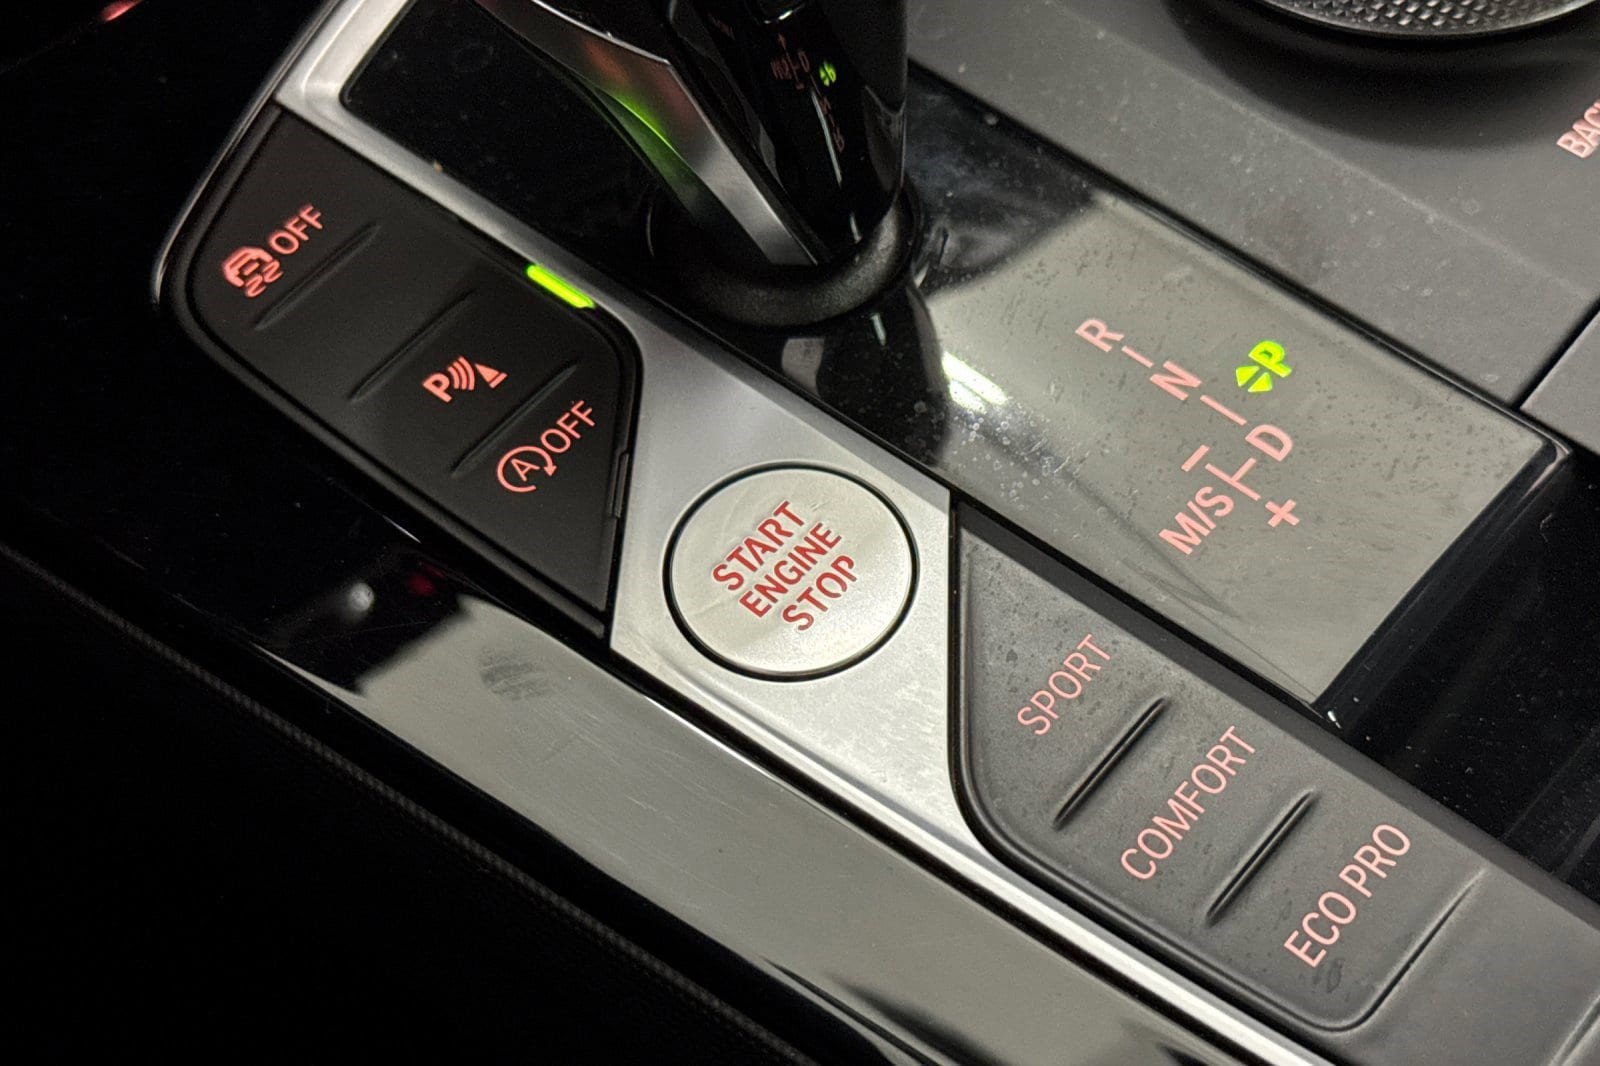 OFF
P
A OFF
START
ENGINE
STOP
R
N
P
D
M/S
+
SPORT
COMFORT
ECO PRO